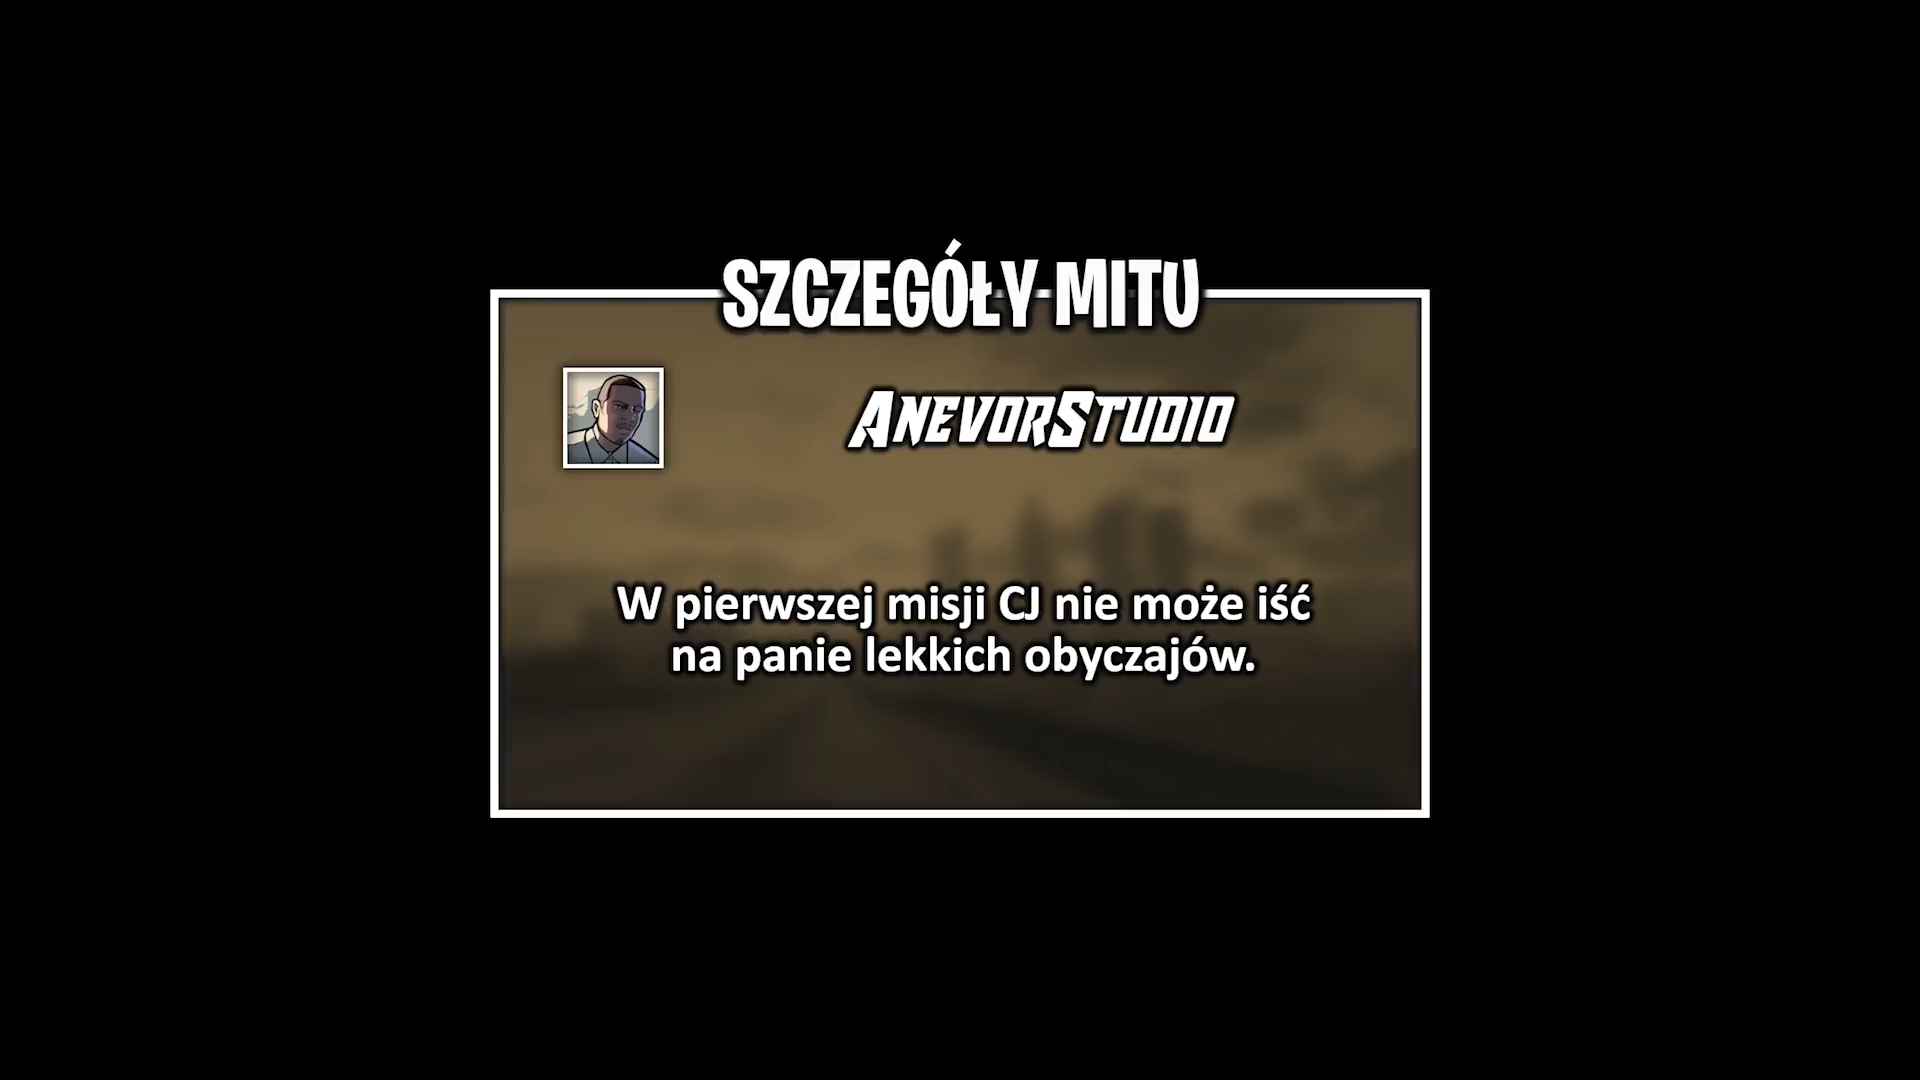 SZCZEGÓŁY MITU
ANEVORSTUDIO
W pierwszej misji CJ nie może iść
na panie lekkich obyczajów.